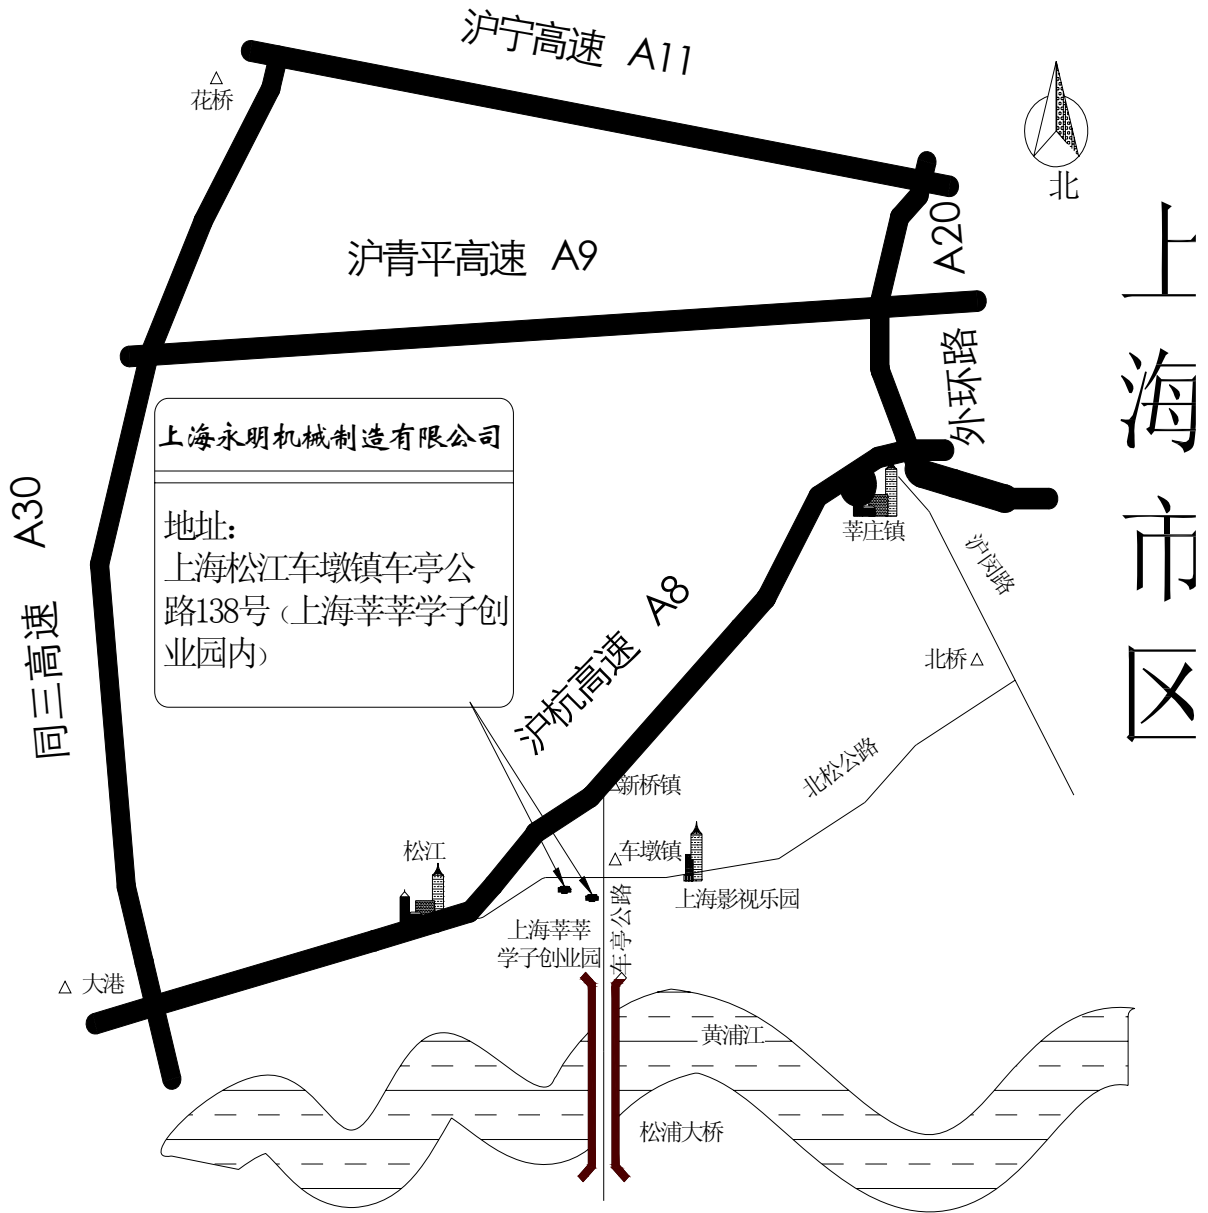 沪宁高速 A11
花桥
北
A20
上海市区
沪青平高速 A9
外环路
上海永明机械制造有限公司
地址:
上海松江车墩镇车亭公
路138号（上海莘莘学子创
业园内）
A30
同三高速
莘庄镇
沪闵路
A8
沪杭高速
北桥
北松公路
新桥镇
松江
车墩镇
上海影视乐园
车亭公路
上海莘莘
学子创业园
大港
黄浦江
松浦大桥